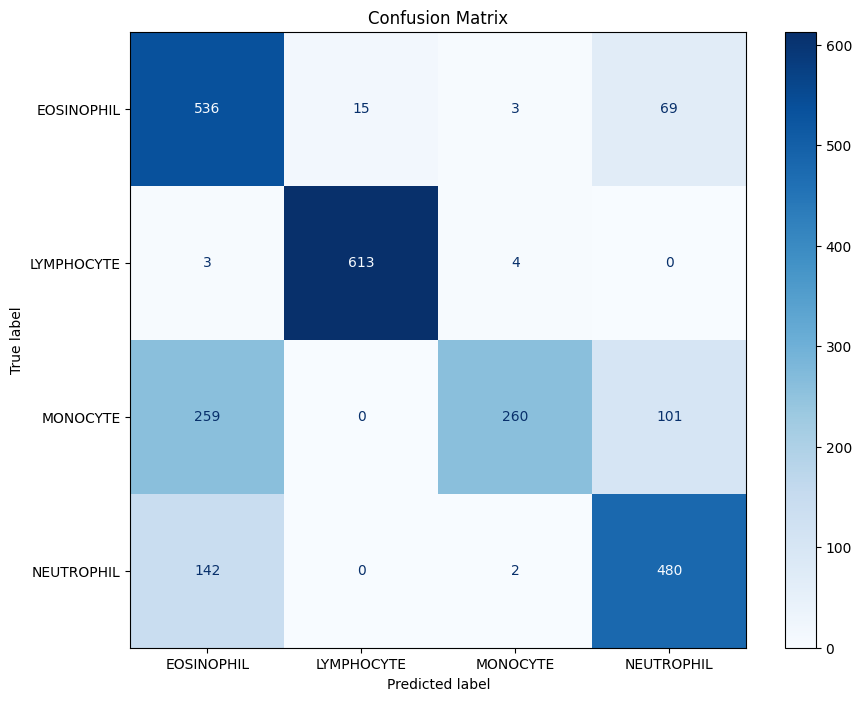 Confusion Matrix
EOSINOPHIL 536 15 3 69
LYMPHOCYTE 3 613 4 0
MONOCYTE 259 0 260 101
NEUTROPHIL 142 0 2 480
EOSINOPHIL LYMPHOCYTE MONOCYTE NEUTROPHIL
Predicted label
True label
600
500
400
300
200
100
0